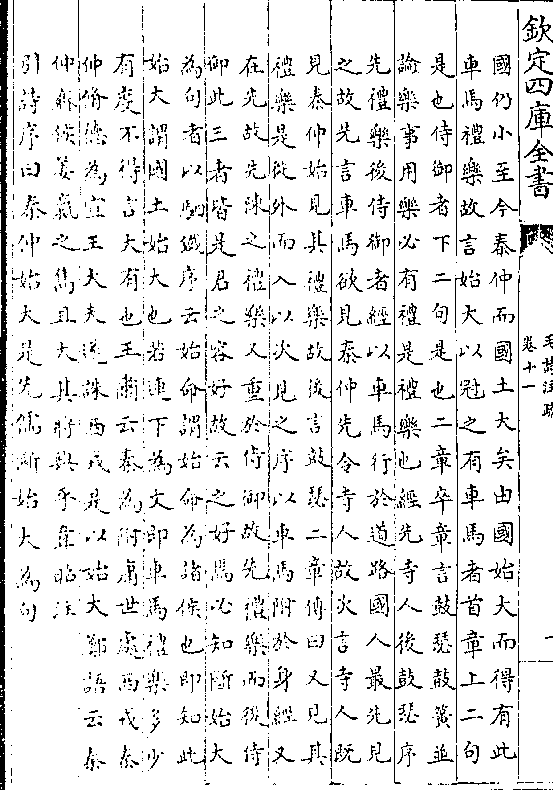 欽定四庫全書
毛詩注疏
卷十一
一
國仍小至今秦仲而國土大矣由國始大而得有此
車馬禮樂故言始大以冠之有車馬者首章上二句
是也侍御者下二句是也二章卒章言鼓瑟鼓簧並
論樂事用樂必有禮是禮樂也經先寺人後鼓瑟序
先禮樂後侍御者經以車馬行於道路國人最先見
之故先言車馬欲見秦仲先令寺人故次言寺人既
見秦仲始見其禮樂故後言鼓瑟二章傳曰又見其
禮樂是從外而入以次見之序以車馬附於身經又
在先故先陳之禮樂又重於侍御故先禮樂而後侍
御此三者皆是君之容好故云之好焉必知斷始大
為句者以駟鐵序云始命謂始命為諸侯也即知此
始大謂國土始大也若連下為文即車馬禮樂多少
有度不得言大有也王肅云秦為附庸世處西戎秦
仲脩德為宣王大夫遂誅西戎是以始大鄭語云秦
仲齊侯姜嬴之雋且大其將興乎韋昭注
引詩序曰秦仲始大是先儒斷始大為句